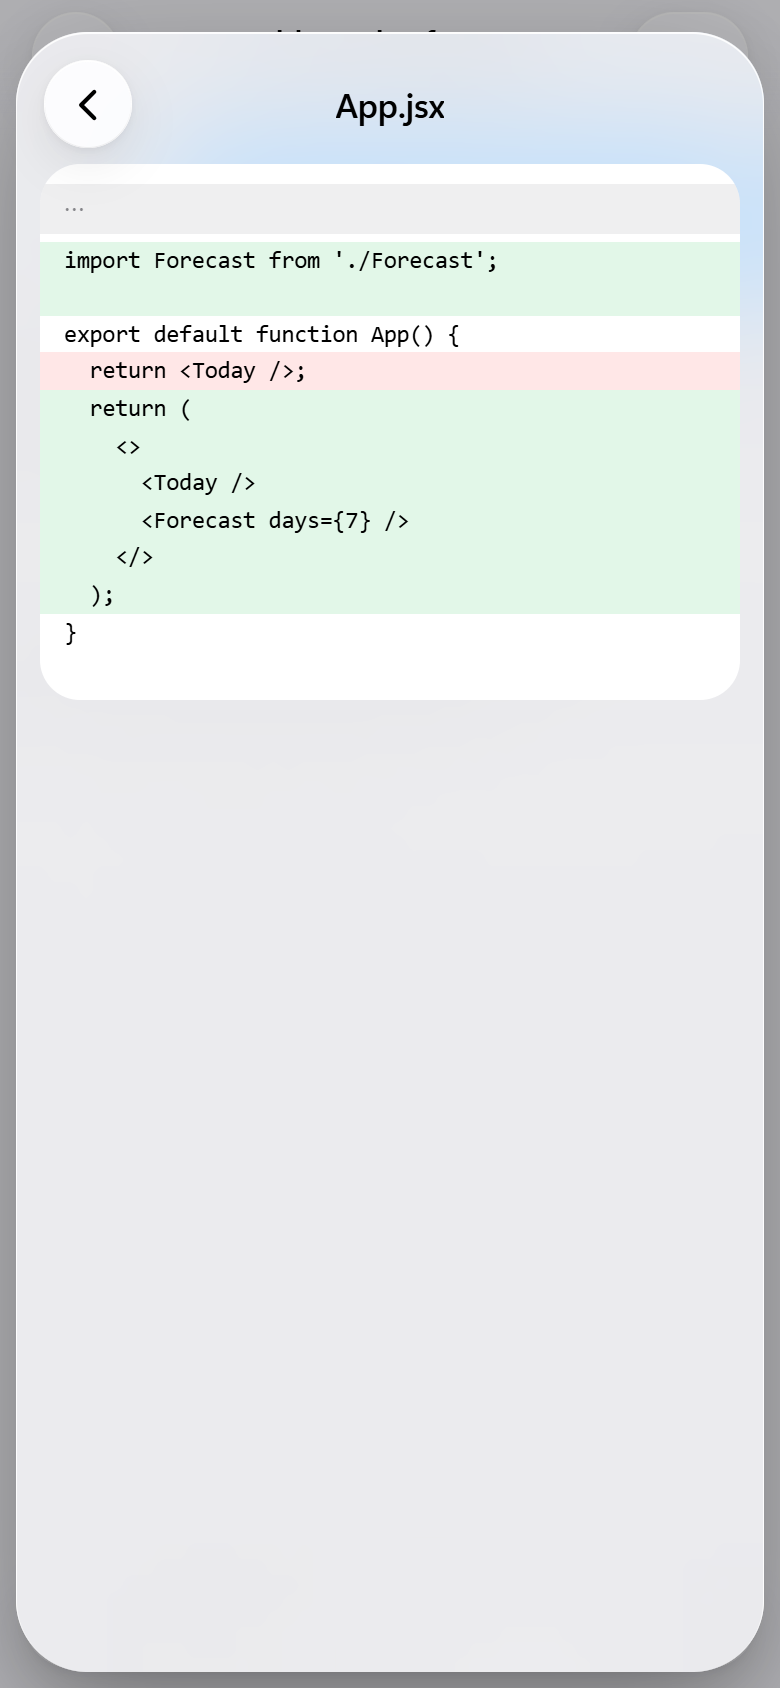 App.jsx
...
import Forecast from './Forecast';
export default function App() {
  return <Today />;
  return (
    <>
      <Today />
      <Forecast days={7} />
    </>
  );
}